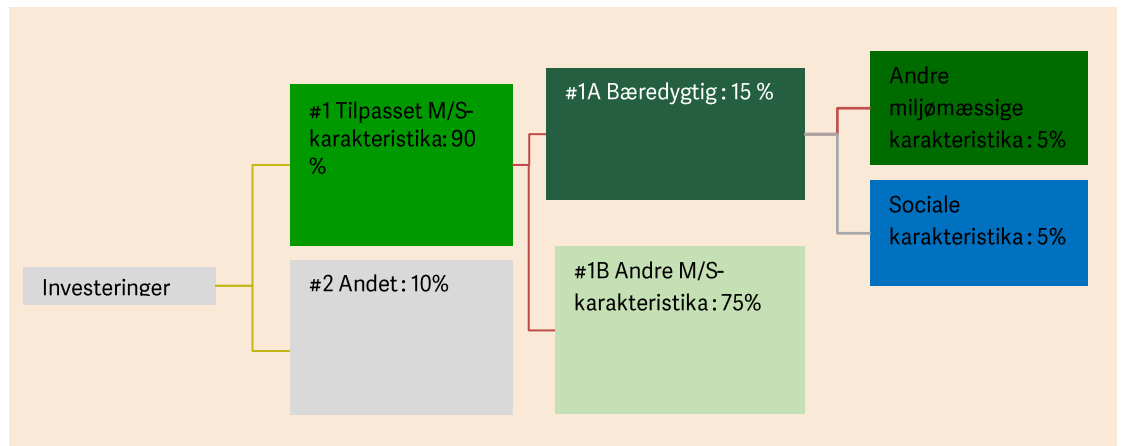 Investeringer
#1 Tilpasset M/S-
karakteristika: 90
%
#2 Andet : 10%
#1A Bæredygtig : 15 %
#1B Andre M/S-
karakteristika : 75%
Andre
miljømæssige
karakteristika : 5%
Sociale
karakteristika : 5%